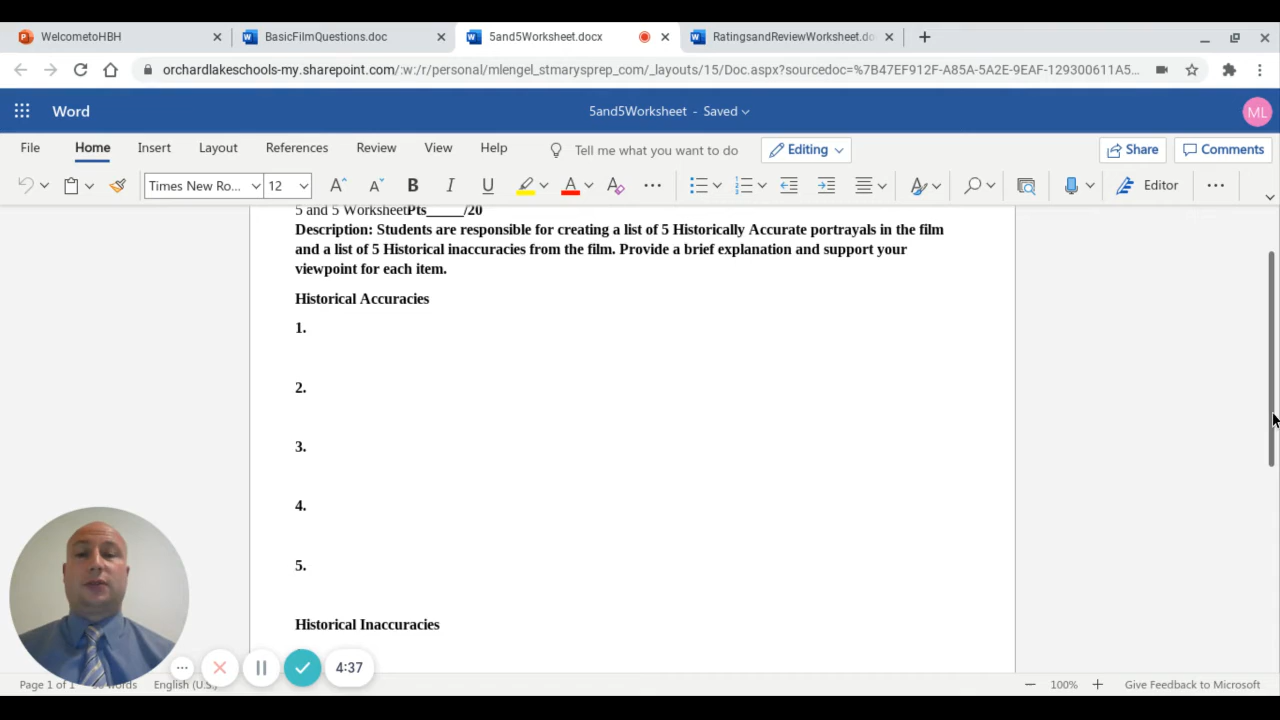 WelcometoHBH
BasicFilmQuestions.doc
5and5Worksheet.docx
RatingsandReviewWorksheet.do
orchardlakeschools-my.sharepoint.com/:w:/r/personal/mlengel_stmarysprep_com/_layouts/15/Doc.aspx?sourcedoc=%7B47EF912F-A85A-5A2E-9EAF-129300611A5...
Word
5and5Worksheet - Saved
ML
File Home Insert Layout References Review View Help Tell me what you want to do Editing Share Comments
Times New Ro... 12 Editor
5 and 5 WorksheetPts_____/20
Description: Students are responsible for creating a list of 5 Historically Accurate portrayals in the film
and a list of 5 Historical inaccuracies from the film. Provide a brief explanation and support your
viewpoint for each item.
Historical Accuracies
1.
2.
3.
4.
5.
Historical Inaccuracies
4:37
Page 1 of 1 words English (U.S.) 100% Give Feedback to Microsoft